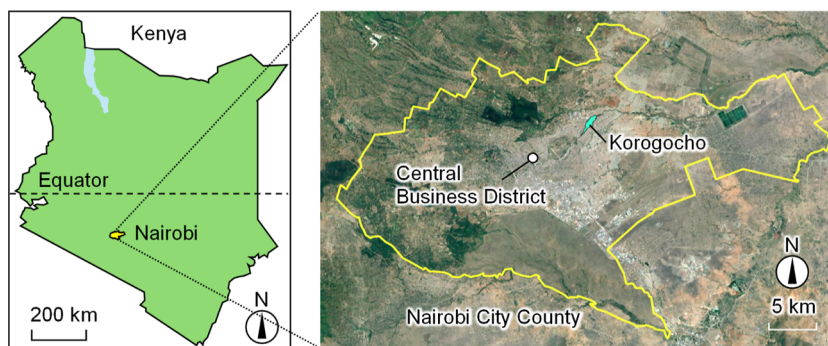 Kenya
Equator
Nairobi
200 km
N
Korogocho
Central
Business District
Nairobi City County
N
5 km